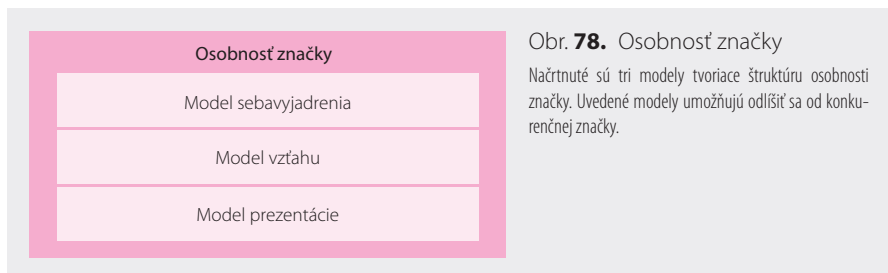 Osobnosť značky
Model sebavyjadrenia
Model vzťahu
Model prezentácie
Obr. 78. Osobnosť značky
Načrtnuté sú tri modely tvoriace štruktúru osobnosti
značky. Uvedené modely umožňujú odlíšiť sa od konku-
renčnej značky.